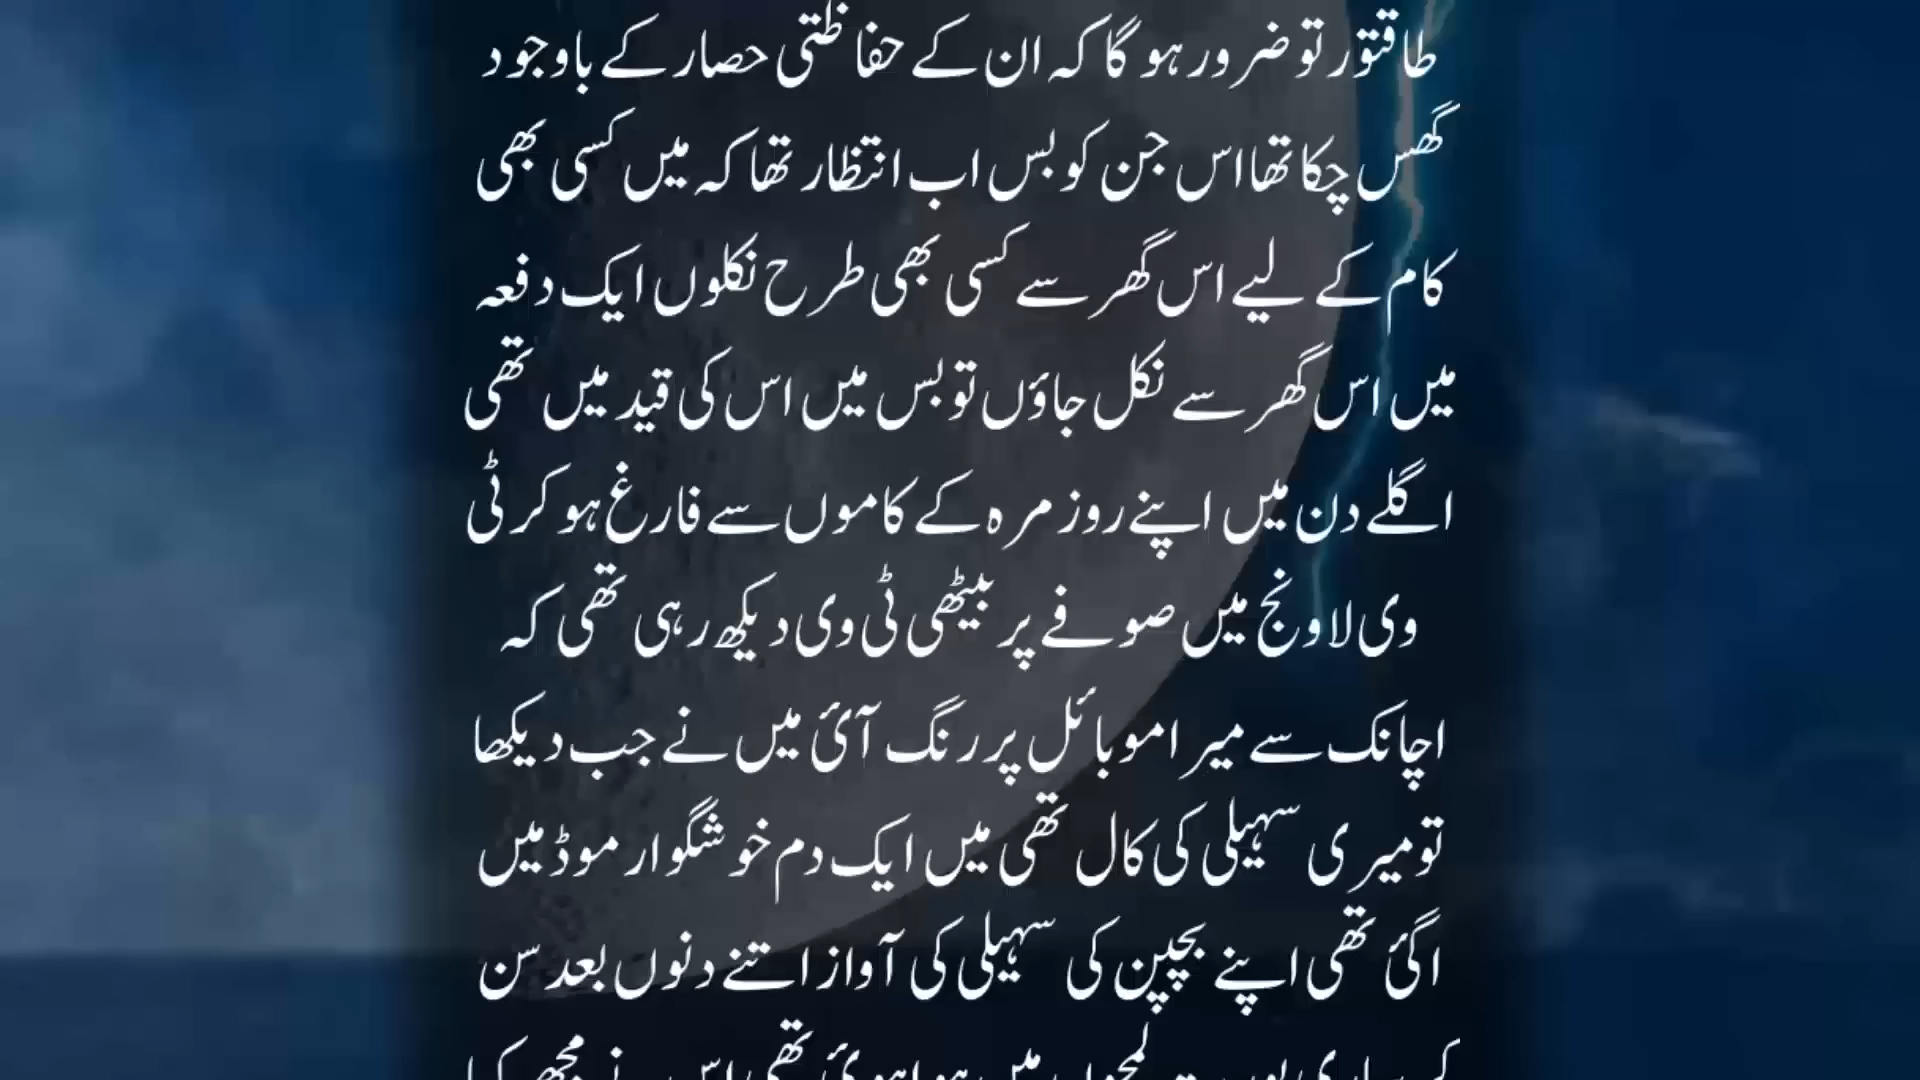 طاقتور تو ضرور ہو گا کہ ان کے حفاظتی حصار کے باوجود
گھس چکا تھا اس جن کو بس اب انتظار تھا کہ میں کسی بھی
کام کے لیے اس گھر سے کسی بھی طرح نکلوں ایک دفعہ
میں اس گھر سے نکل جاؤں تو بس میں اس کی قید میں تھی
اگلے دن میں اپنے روز مرہ کے کاموں سے فارغ ہو کر ٹی
وی لاونج میں صوفے پر بیٹھی ٹی وی دیکھ رہی تھی کہ
اچانک سے میرا موبائل پر رنگ آئ میں نے جب دیکھا
تو میری سہیلی کی کال تھی میں ایک دم خوشگوار موڈ میں
اگئ تھی اپنے بچپن کی سہیلی کی آواز اتنے دنوں بعد سن